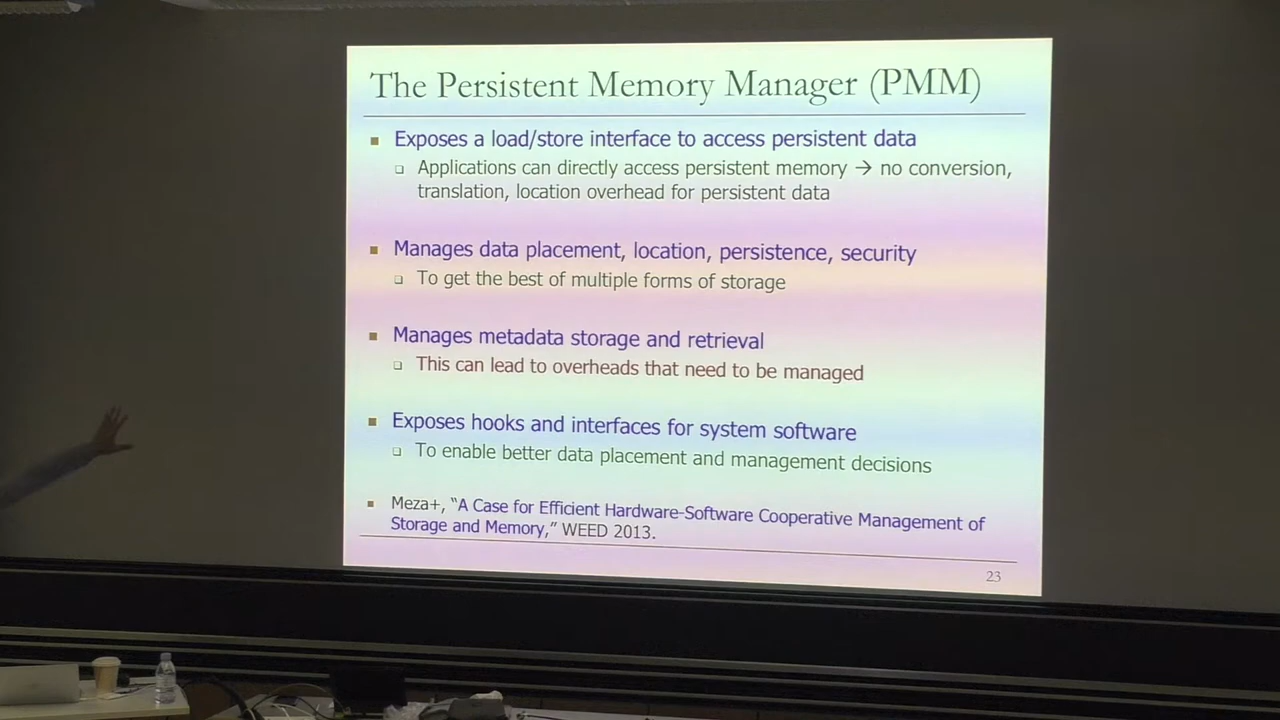 The Persistent Memory Manager (PMM)
Exposes a load/store interface to access persistent data
Applications can directly access persistent memory → no conversion,
translation, location overhead for persistent data
Manages data placement, location, persistence, security
To get the best of multiple forms of storage
Manages metadata storage and retrieval
This can lead to overheads that need to be managed
Exposes hooks and interfaces for system software
To enable better data placement and management decisions
Meza+, “A Case for Efficient Hardware-Software Cooperative Management of
Storage and Memory,” WEED 2013.
23